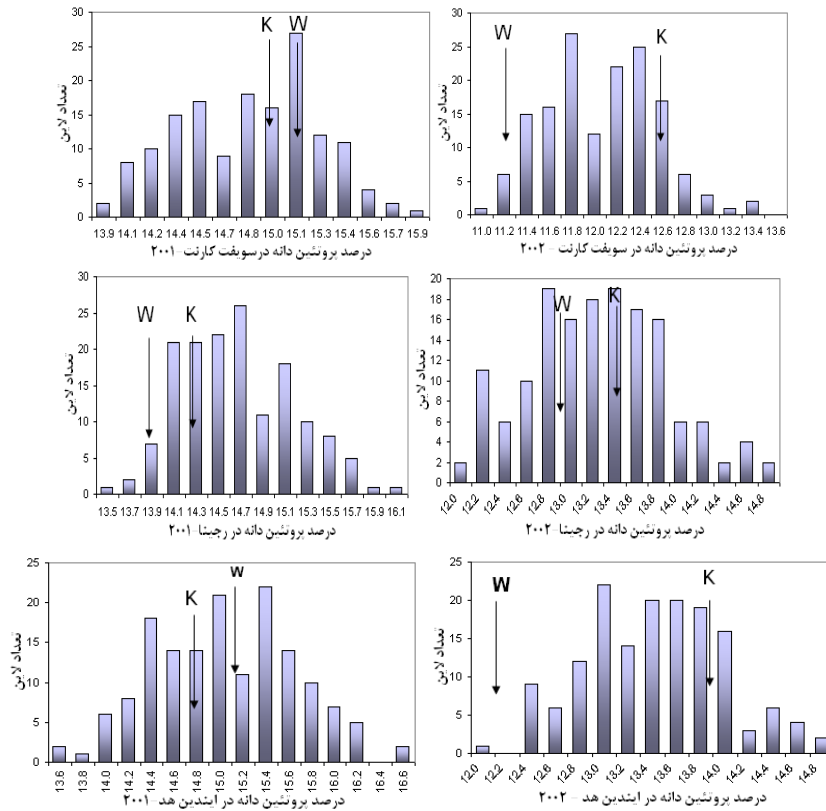 30
25
20
15
10
5
0
تعداد لاین
K W
13.9 14.1 14.2 14.4 14.5 14.7 14.8 15.0 15.1 15.3 15.4 15.6 15.7 15.9
درصد پروتئین دانه درسویفت کارنت-۲۰۰۱
30
25
20
15
10
5
0
تعداد لاین
W K
11.0 11.2 11.4 11.6 11.8 12.0 12.2 12.4 12.6 12.8 13.0 13.2 13.4 13.6
درصد پروتئین دانه در سویفت کارنت - ۲۰۰۲
30
25
20
15
10
5
0
تعداد لاین
W K
13.5 13.7 13.9 14.1 14.3 14.5 14.7 14.9 15.1 15.3 15.5 15.7 15.9 16.1
درصد پروتئین دانه در رجینا-۲۰۰۱
20
18
16
14
12
10
8
6
4
2
0
تعداد لاین
W K
12.0 12.2 12.4 12.6 12.8 13.0 13.2 13.4 13.6 13.8 14.0 14.2 14.4 14.6 14.8
درصد پروتئین دانه در رجینا-۲۰۰۲
25
20
15
10
5
0
تعداد لاین
K w
13.6 13.8 14.0 14.2 14.4 14.6 14.8 15.0 15.2 15.4 15.6 15.8 16.0 16.2 16.4 16.6
درصد پروتئین دانه در ایندین هد-۲۰۰۱
25
20
15
10
5
0
تعداد لاین
W K
12.0 12.2 12.4 12.6 12.8 13.0 13.2 13.4 13.6 13.8 14.0 14.2 14.4 14.6 14.8
درصد پروتئین دانه در ایندین هد - ۲۰۰۲